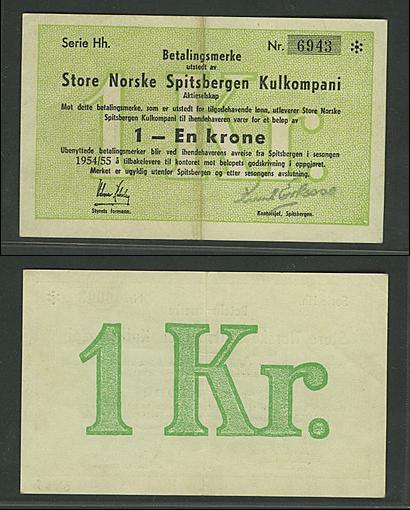 Serie Hh.
Nr. 6943
Betalingsmerke
utstedt av
Store Norske Spitsbergen Kulkompani
Aktieselskap
Mot dette betalingsmerke, som er utstedt for tilgodehavende lønn, utleverer Store Norske
Spitsbergen Kulkompani til ihendehaveren varer for et beløp av
1 — En krone
Ubenyttede betalingsmerker blir ved ihendehaverens avreise fra Spitsbergen i sesongen
1954/55 å tilbakelevere til kontoret mot beløpets godskrivning i oppgjøret.
Merket er ugyldig utenfor Spitsbergen og etter sesongens avslutning.
Styrets formann.
Kontorsjef, Spitsbergen.
1 Kr.
1 Kr.